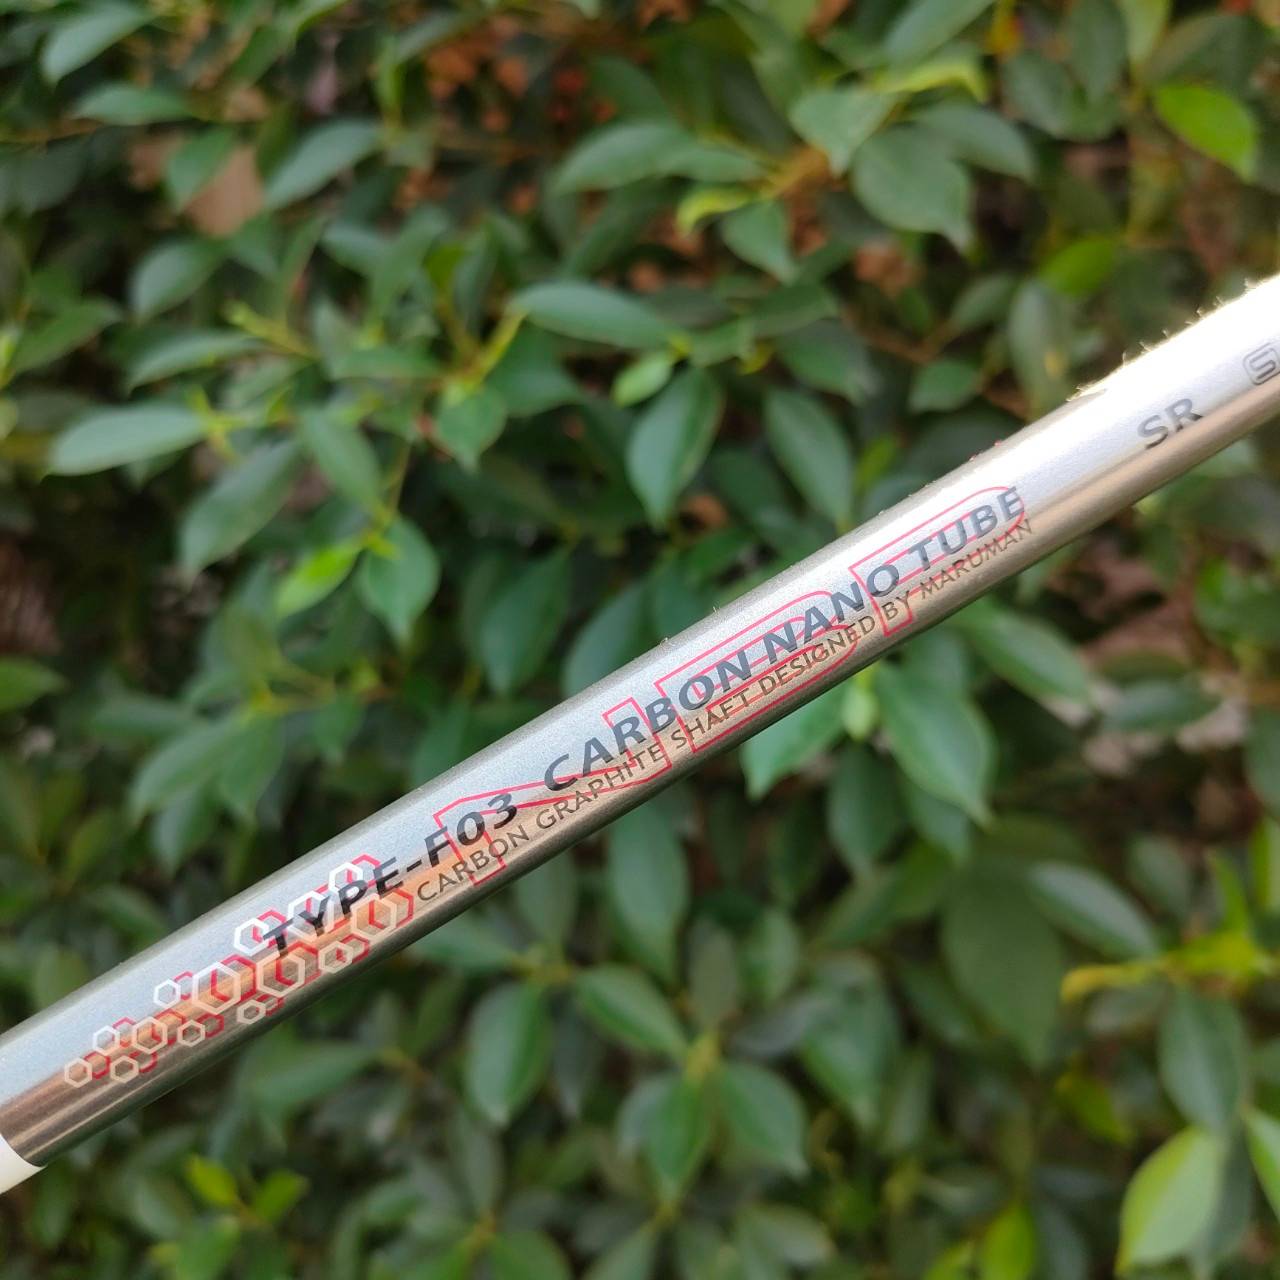 TYPE-F03 CARBON NANO TUBE
CARBON GRAPHITE SHAFT DESIGNED BY MARUMAN
SR